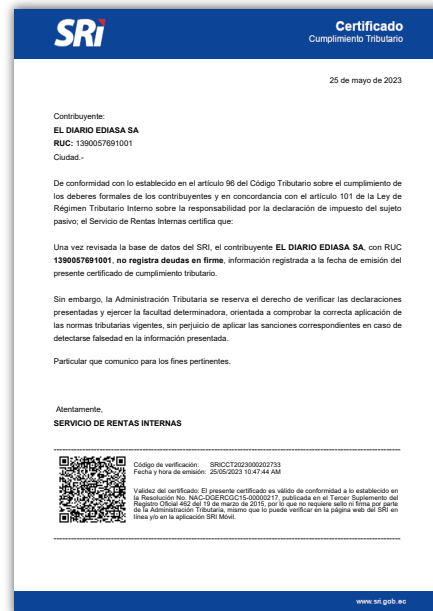 SRi
Certificado
Cumplimiento Tributario
25 de mayo de 2023
Contribuyente:
EL DIARIO EDIASA SA
RUC: 1390057691001
Ciudad.-
De conformidad con lo establecido en el artículo 96 del Código Tributario sobre el cumplimiento de
los deberes formales de los contribuyentes y en concordancia con el artículo 101 de la Ley de
Régimen Tributario Interno sobre la responsabilidad por la declaración de impuesto del sujeto
pasivo; el Servicio de Rentas Internas certifica que:
Una vez revisada la base de datos del SRI, el contribuyente EL DIARIO EDIASA SA, con RUC
1390057691001, no registra deudas en firme, información registrada a la fecha de emisión del
presente certificado de cumplimiento tributario.
Sin embargo, la Administración Tributaria se reserva el derecho de verificar las declaraciones
presentadas y ejercer la facultad determinadora, orientada a comprobar la correcta aplicación de
las normas tributarias vigentes, sin perjuicio de aplicar las sanciones correspondientes en caso de
detectarse falsedad en la información presentada.
Particular que comunico para los fines pertinentes.
Atentamente,
SERVICIO DE RENTAS INTERNAS
Código de verificación: SRICCT2023000202733
Fecha y hora de emisión: 25/05/2023 10:47:44 AM
Validez del certificado: El presente certificado es válido de conformidad a lo establecido en
la Resolución No. NAC-DGERCGC15-00000217, publicada en el Tercer Suplemento del
Registro Oficial 462 del 19 de marzo de 2015, por lo que no requiere sello ni firma por parte
de la Administración Tributaria, mismo que lo puede verificar en la página web del SRI en
línea y/o en la aplicación SRI Móvil.
www.sri.gob.ec